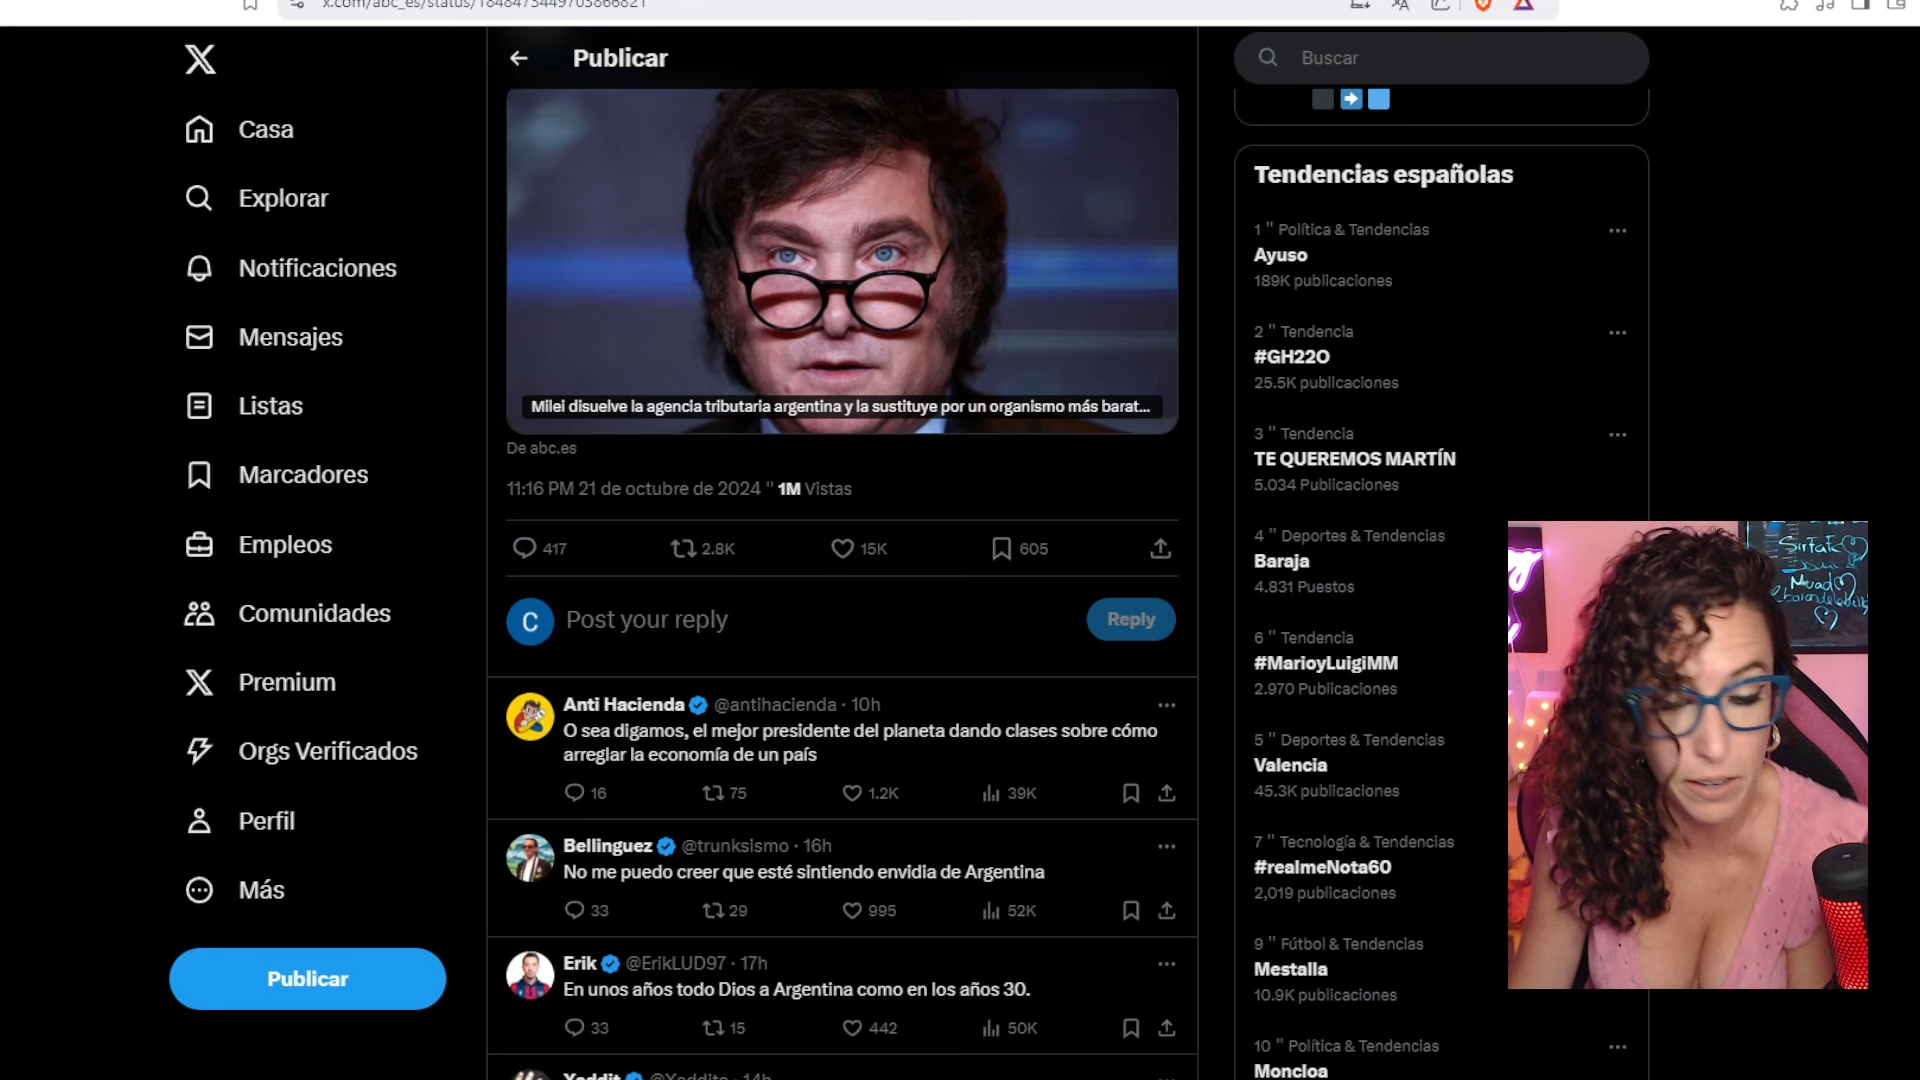 x.com/abc_es/status/1848473449703866821
Publicar
Buscar
Casa
Explorar
Notificaciones
Mensajes
Listas
Marcadores
Empleos
Comunidades
Premium
Orgs Verificados
Perfil
Más
Publicar
Milei disuelve la agencia tributaria argentina y la sustituye por un organismo más barat...
De abc.es
11:16 PM 21 de octubre de 2024 " 1M Vistas
417 2.8K 15K 605
C Post your reply Reply
Anti Hacienda @antihacienda · 10h
O sea digamos, el mejor presidente del planeta dando clases sobre cómo
arreglar la economía de un país
16 75 1.2K 39K
Bellinguez @trunksismo · 16h
No me puedo creer que esté sintiendo envidia de Argentina
33 29 995 52K
Erik @ErikLUD97 · 17h
En unos años todo Dios a Argentina como en los años 30.
33 15 442 50K
Tendencias españolas
1 " Política & Tendencias
Ayuso
189K publicaciones
2 " Tendencia
#GH22O
25.5K publicaciones
3 " Tendencia
TE QUEREMOS MARTÍN
5.034 Publicaciones
4 " Deportes & Tendencias
Baraja
4.831 Puestos
6 " Tendencia
#MarioyLuigiMM
2.970 Publicaciones
5 " Deportes & Tendencias
Valencia
45.3K publicaciones
7 " Tecnología & Tendencias
#realmeNota60
2,019 publicaciones
9 " Fútbol & Tendencias
Mestalla
10.9K publicaciones
10 " Política & Tendencias
Moncloa